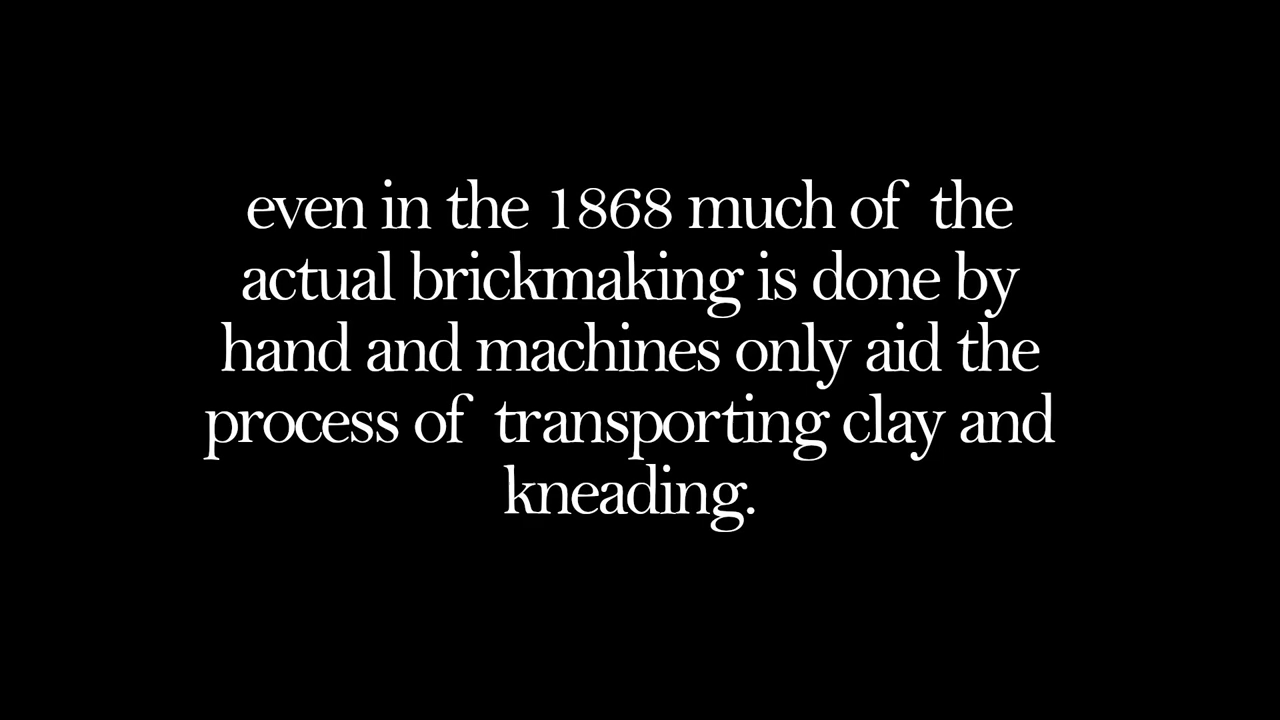 even in the 1868 much of the
actual brickmaking is done by
hand and machines only aid the
process of transporting clay and
kneading.